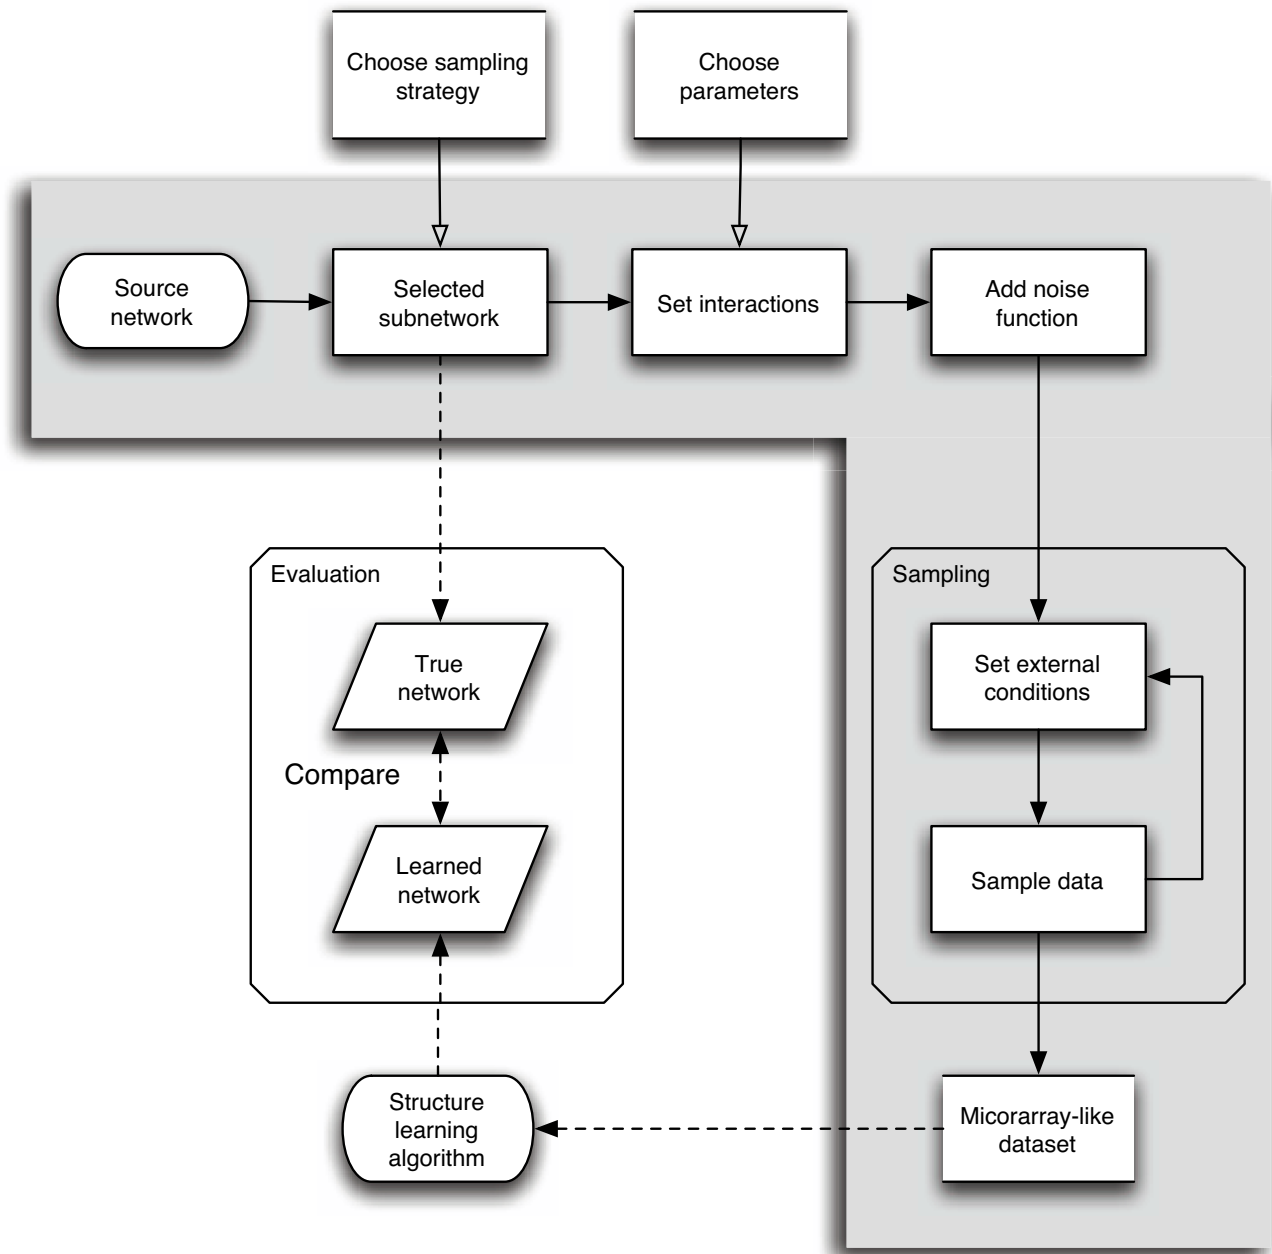 Choose sampling
strategy
Choose
parameters
Source
network
Selected
subnetwork
Set interactions
Add noise
function
Evaluation
True
network
Compare
Learned
network
Sampling
Set external
conditions
Sample data
Structure
learning
algorithm
Micorarray-like
dataset